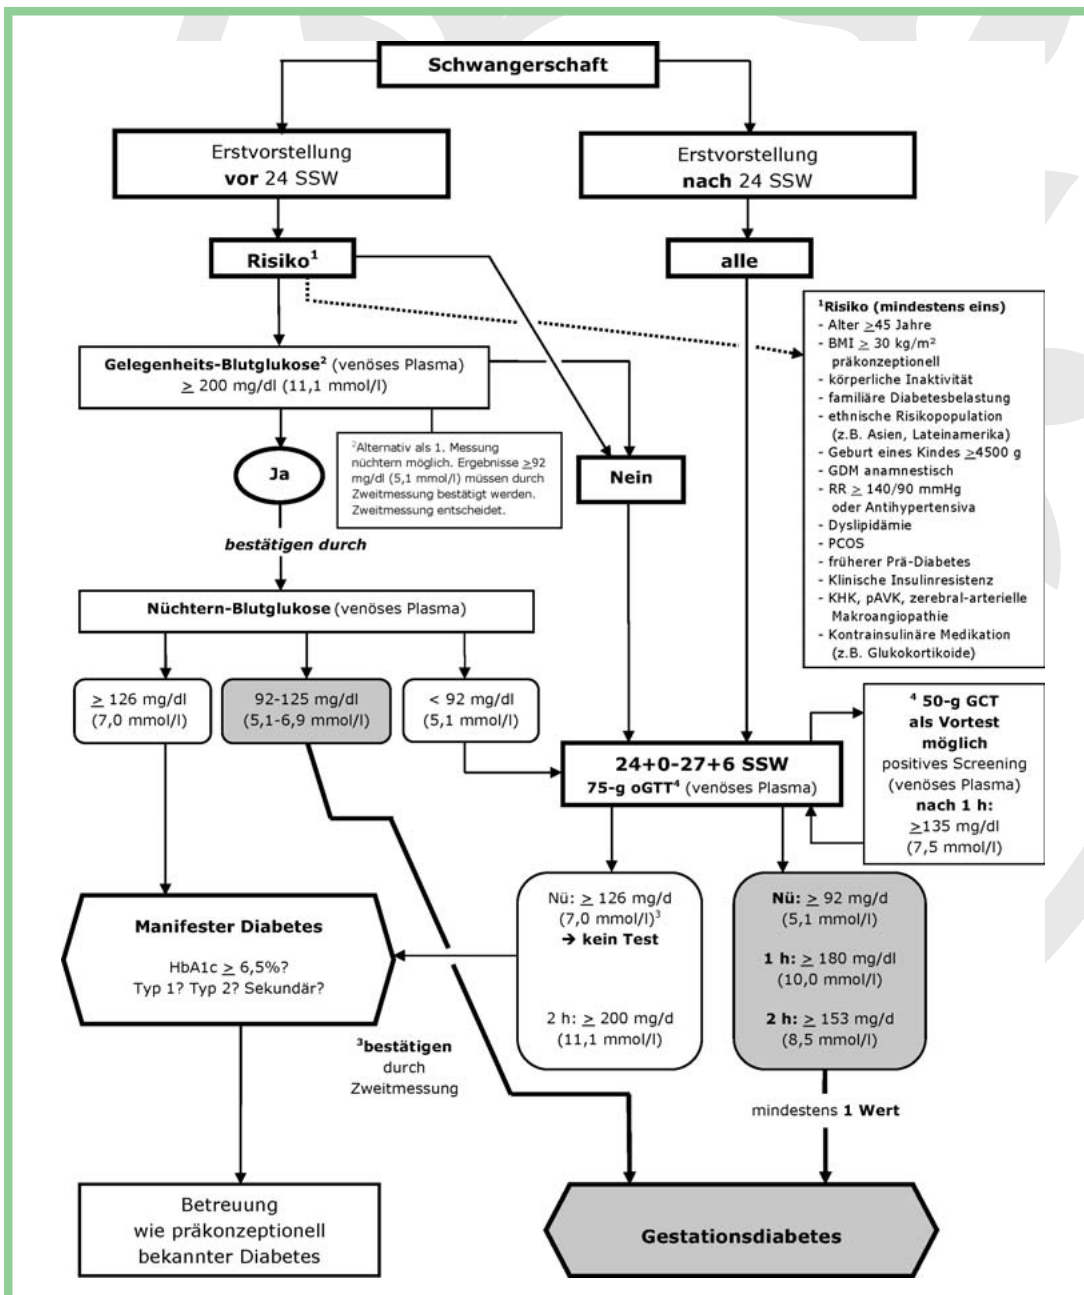 Schwangerschaft
Erstvorstellung
vor 24 SSW
Erstvorstellung
nach 24 SSW
Risiko¹
alle
¹Risiko (mindestens eins)
- Alter ≥45 Jahre
- BMI ≥ 30 kg/m²
präkonzeptionell
- körperliche Inaktivität
- familiäre Diabetesbelastung
- ethnische Risikopopulation
(z.B. Asien, Lateinamerika)
- Geburt eines Kindes ≥4500 g
- GDM anamnestisch
- RR ≥ 140/90 mmHg
oder Antihypertensiva
- Dyslipidämie
- PCOS
- früherer Prä-Diabetes
- Klinische Insulinresistenz
- KHK, pAVK, zerebral-arterielle
Makroangiopathie
- Kontrainsulinäre Medikation
(z.B. Glukokortikoide)
Gelegenheits-Blutglukose² (venöses Plasma)
≥ 200 mg/dl (11,1 mmol/l)
²Alternativ als 1. Messung
nüchtern möglich. Ergebnisse ≥92
mg/dl (5,1 mmol/l) müssen durch
Zweitmessung bestätigt werden.
Zweitmessung entscheidet.
Ja
Nein
bestätigen durch
Nüchtern-Blutglukose (venöses Plasma)
≥ 126 mg/dl
(7,0 mmol/l)
92-125 mg/dl
(5,1-6,9 mmol/l)
< 92 mg/dl
(5,1 mmol/l)
24+0-27+6 SSW
75-g oGTT⁴ (venöses Plasma)
⁴ 50-g GCT
als Vortest
möglich
positives Screening
(venöses Plasma)
nach 1 h:
≥135 mg/dl
(7,5 mmol/l)
Manifester Diabetes
HbA1c ≥ 6,5%?
Typ 1? Typ 2? Sekundär?
Nü: ≥ 126 mg/d
(7,0 mmol/l)³
→ kein Test
2 h: ≥ 200 mg/d
(11,1 mmol/l)
Nü: ≥ 92 mg/d
(5,1 mmol/l)
1 h: ≥ 180 mg/dl
(10,0 mmol/l)
2 h: ≥ 153 mg/d
(8,5 mmol/l)
³bestätigen
durch
Zweitmessung
mindestens 1 Wert
Betreuung
wie präkonzeptionell
bekannter Diabetes
Gestationsdiabetes